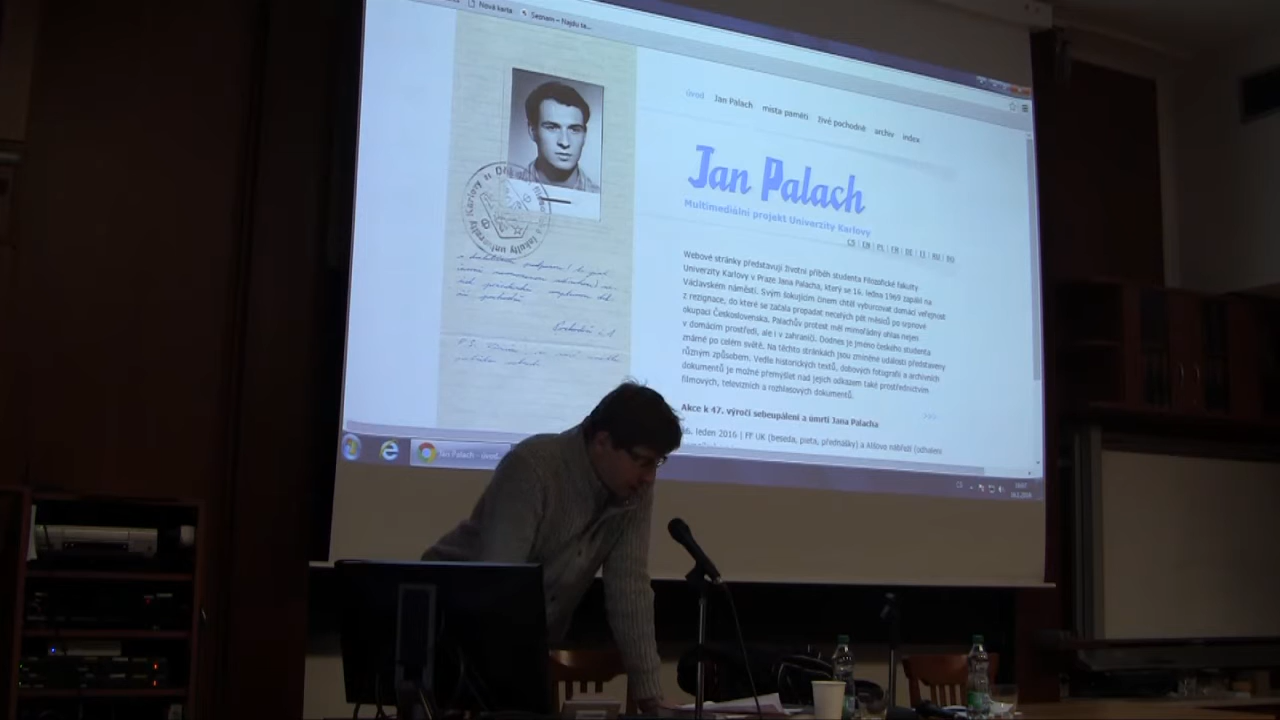 Nová karta
Seznam – Najdu ta...
úvod Jan Palach místa paměti živé pochodně archiv index
Jan Palach
Multimediální projekt Univerzity Karlovy
CS | EN | PL | FR | DE | IT | RU |
Webové stránky představují životní příběh studenta Filozofické fakulty
Univerzity Karlovy v Praze Jana Palacha, který se 16. ledna 1969 zapálil na
Václavském náměstí. Svým šokujícím činem chtěl vyburcovat domácí veřejnost
z rezignace, do které se začala propadat necelých pět měsíců po srpnové
okupaci Československa. Palachův protest měl mimořádný ohlas nejen
v domácím prostředí, ale i v zahraničí. Dodnes je jméno českého studenta
známé po celém světě. Na těchto stránkách jsou zmíněné události představeny
různým způsobem. Vedle historických textů, dobových fotografií a archivních
dokumentů je možné přemýšlet nad jejich odkazem také prostřednictvím
filmových, televizních a rozhlasových dokumentů.
Akce k 47. výročí sebeupálení a úmrtí Jana Palacha
16. leden 2016 | FF UK (beseda, pieta, přednášky) a Alšovo nábřeží (odhalení
Jan Palach - úvod...
CS